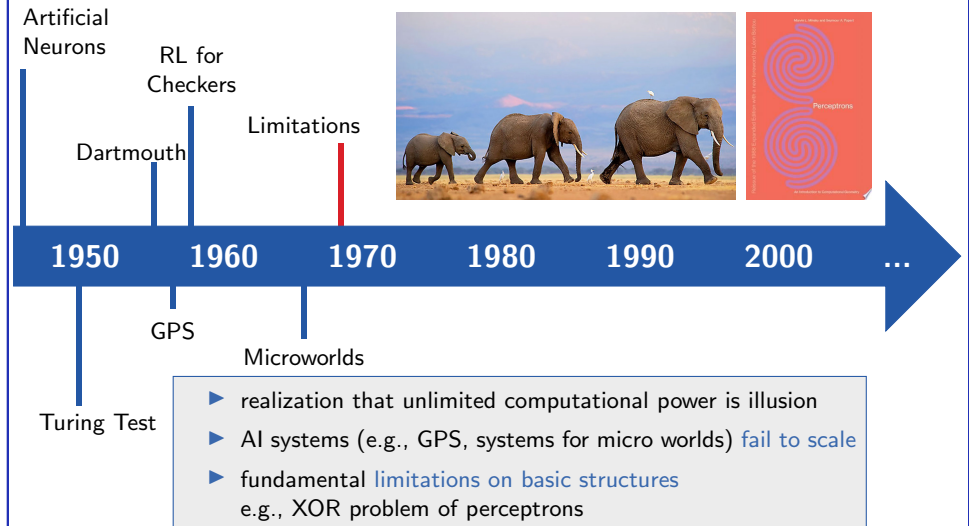 Artificial
Neurons
RL for
Checkers
Limitations
Dartmouth
Perceptrons
1950 1960 1970 1980 1990 2000 ...
GPS
Microworlds
Turing Test
realization that unlimited computational power is illusion
AI systems (e.g., GPS, systems for micro worlds) fail to scale
fundamental limitations on basic structures
e.g., XOR problem of perceptrons